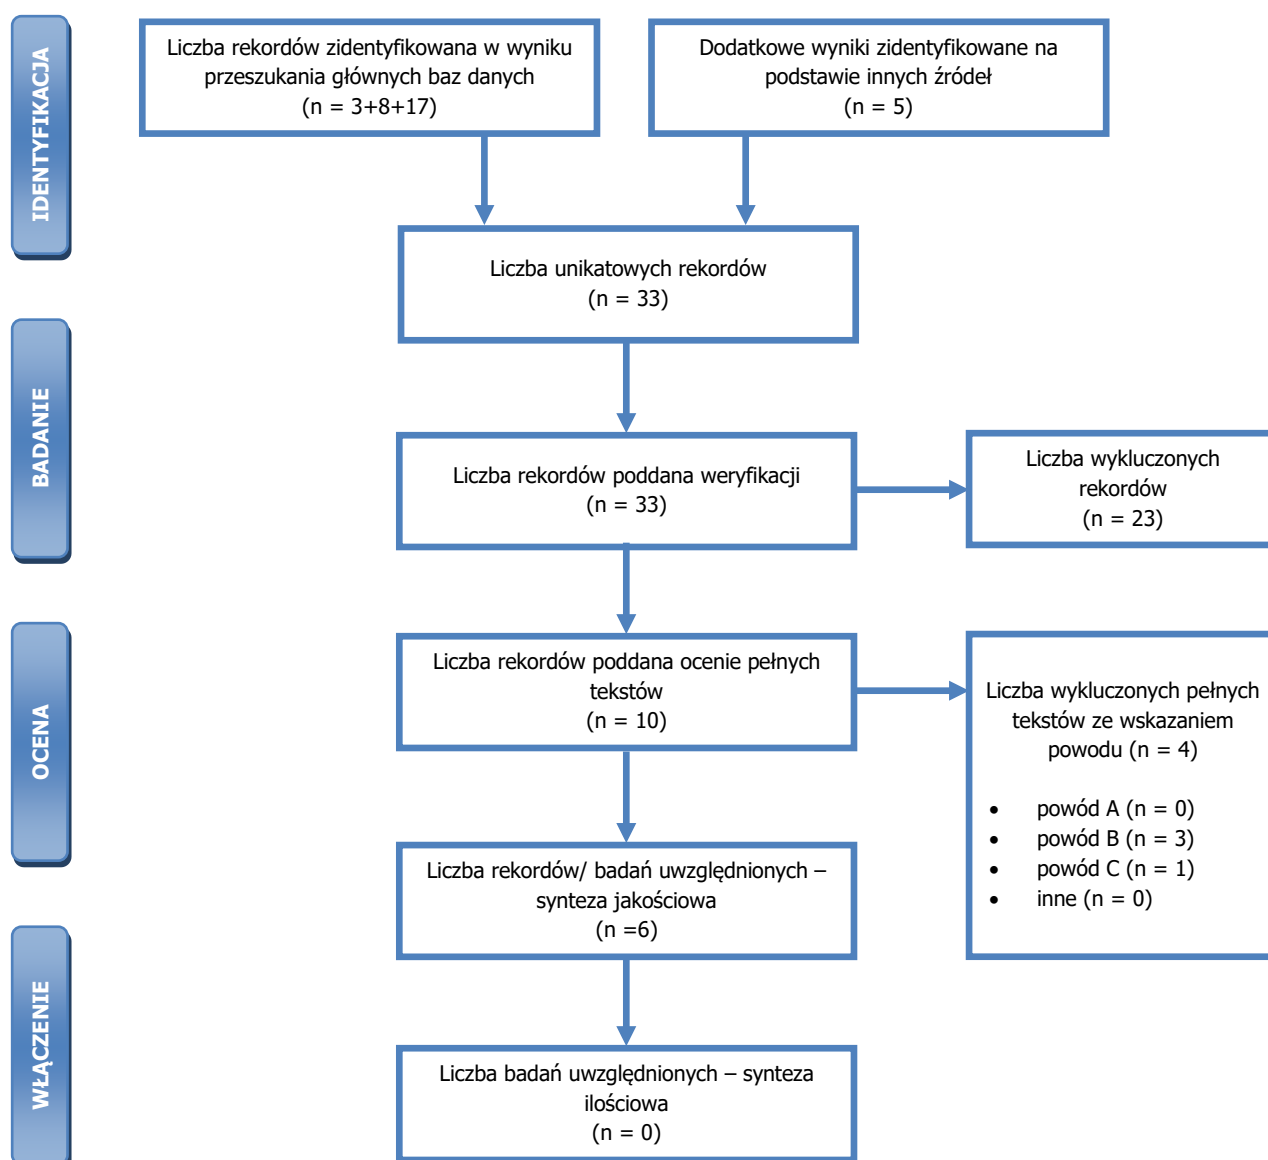 IDENTYFIKACJA
Liczba rekordów zidentyfikowana w wyniku
przeszukania głównych baz danych
(n = 3+8+17)
Dodatkowe wyniki zidentyfikowane na
podstawie innych źródeł
(n = 5)
Liczba unikatowych rekordów
(n = 33)
BADANIE
Liczba rekordów poddana weryfikacji
(n = 33)
Liczba wykluczonych
rekordów
(n = 23)
OCENA
Liczba rekordów poddana ocenie pełnych
tekstów
(n = 10)
Liczba wykluczonych pełnych
tekstów ze wskazaniem
powodu (n = 4)
• powód A (n = 0)
• powód B (n = 3)
• powód C (n = 1)
• inne (n = 0)
Liczba rekordów/ badań uwzględnionych –
synteza jakościowa
(n =6)
WŁĄCZENIE
Liczba badań uwzględnionych – synteza
ilościowa
(n = 0)